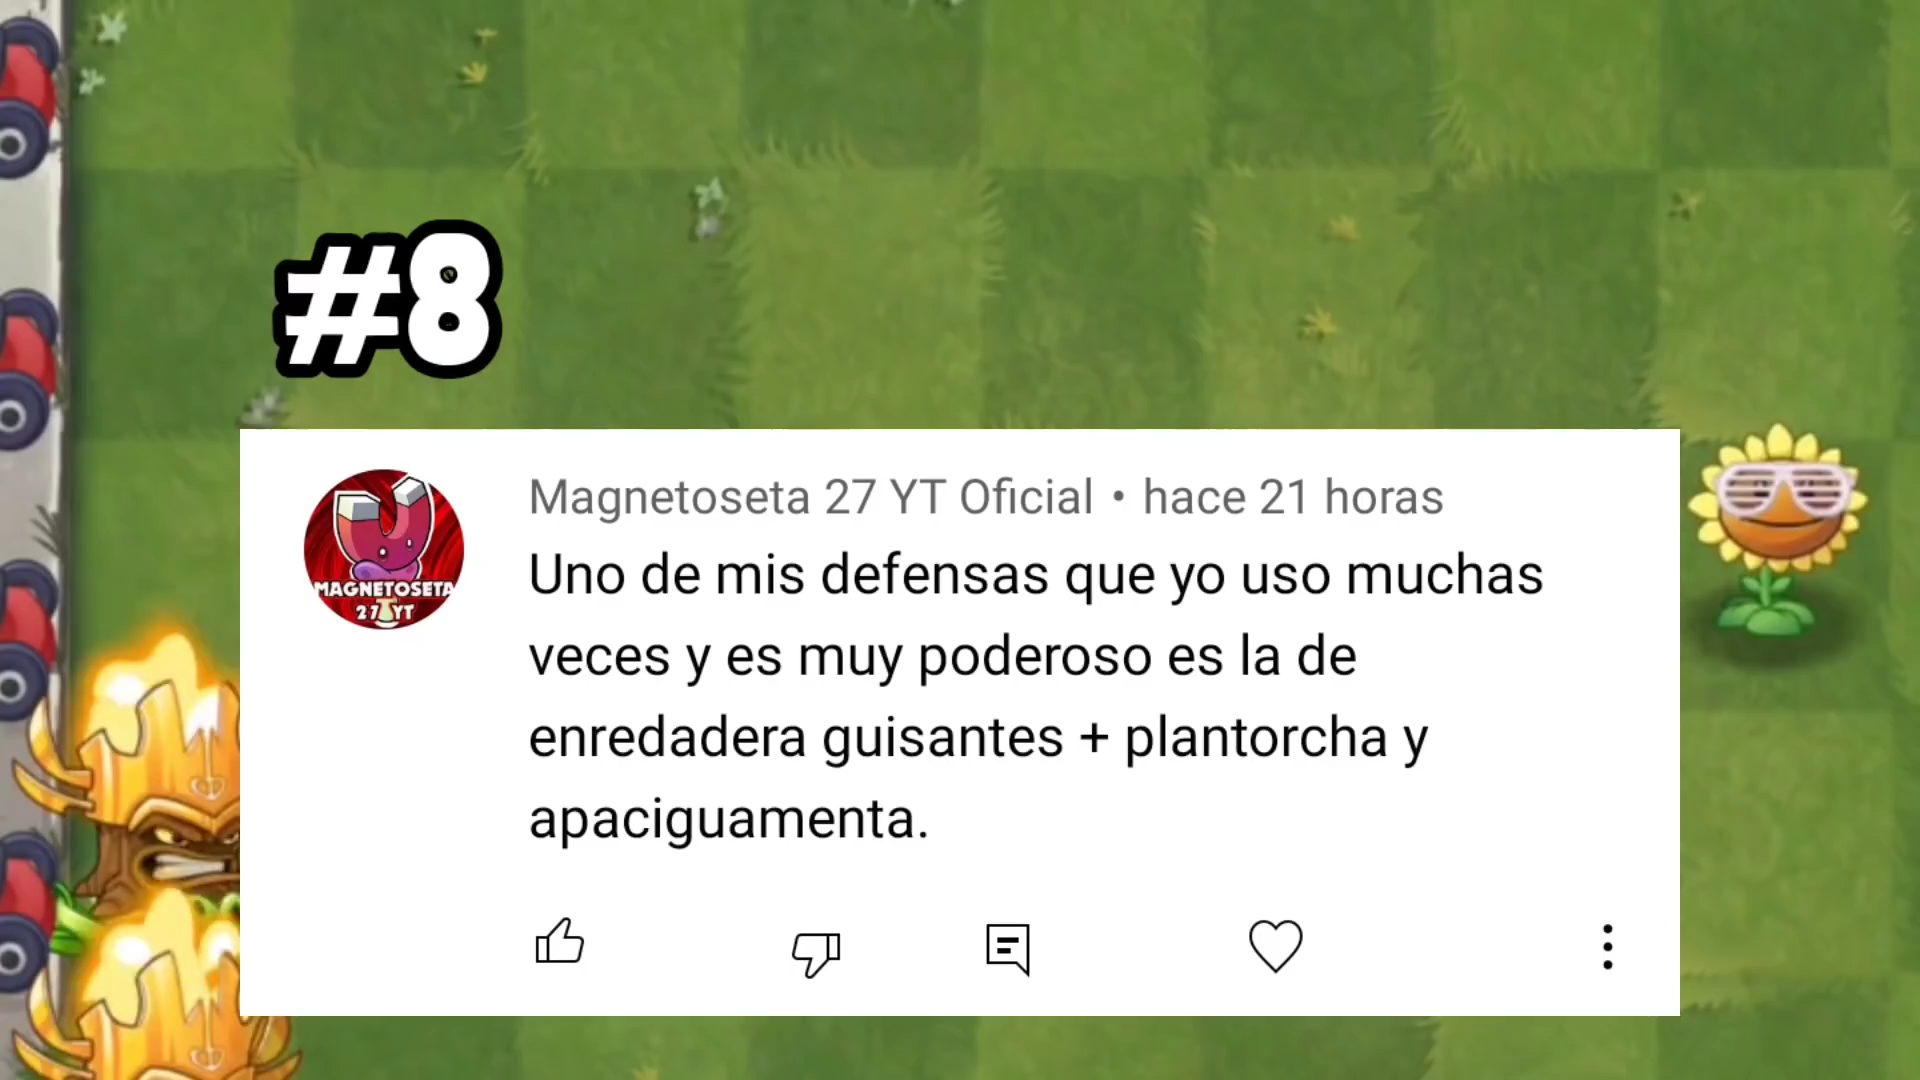 #8
Magnetoseta 27 YT Oficial • hace 21 horas
MAGNETOSETA
27 YT
Uno de mis defensas que yo uso muchas
veces y es muy poderoso es la de
enredadera guisantes + plantorcha y
apaciguamenta.